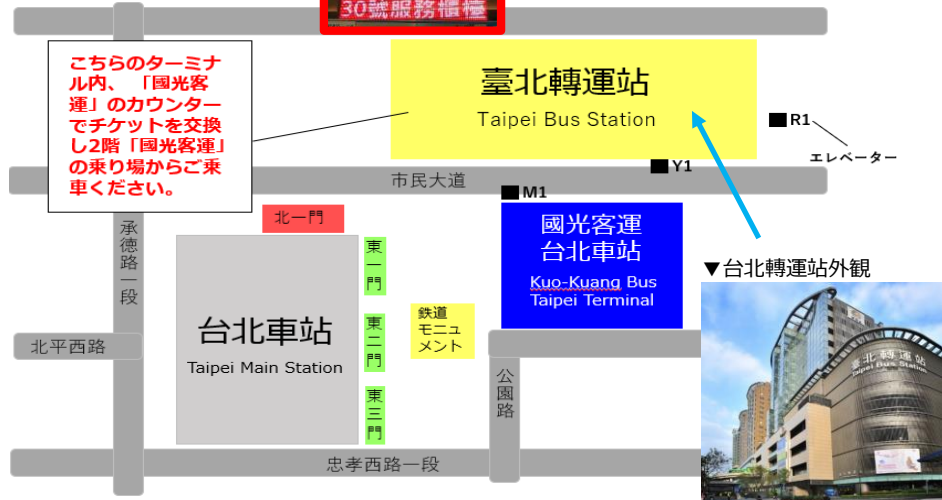 30號服務櫃檯
こちらのターミ
ナル内、 「國光客
運」のカウンター
でチケットを交換
し2階「國光客運」
の乗り場からご乗
車ください。
臺北轉運站
Taipei Bus Station
R1
エレベーター
Y1
市民大道
M1
北一門
承德路一段
東一門
國光客運
台北車站
Kuo-Kuang Bus
Taipei Terminal
▼台北轉運站外観
鉄道
モニュ
メント
東二門
台北車站
Taipei Main Station
北平西路
東三門
公園路
忠孝西路一段
臺北轉運站
Taipei Bus Station